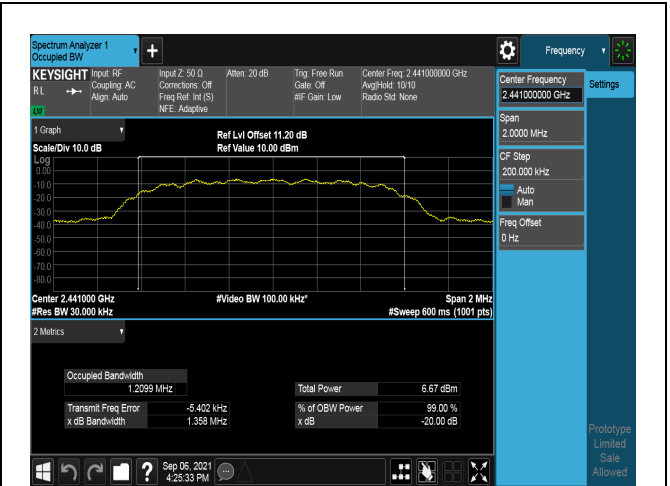 Spectrum Analyzer 1
Occupied BW
Frequency
KEYSIGHT
Input: RF
Input Z: 50 Ω
Atten: 20 dB
Trig: Free Run
Center Freq: 2.441000000 GHz
RL
Coupling: AC
Corrections: Off
Gate: Off
Avg|Hold: 10/10
Align: Auto
Freq Ref: Int (S)
#IF Gain: Low
Radio Std: None
NFE: Adaptive
Center Frequency
2.441000000 GHz
Settings
Span
2.0000 MHz
CF Step
200.000 kHz
Auto
Man
Freq Offset
0 Hz
1 Graph
Ref Lvl Offset 11.20 dB
Scale/Div 10.0 dB
Ref Value 10.00 dBm
Log
0.00
-10.0
-20.0
-30.0
-40.0
-50.0
-60.0
-70.0
-80.0
Center 2.441000 GHz
#Video BW 100.00 kHz*
Span 2 MHz
#Res BW 30.000 kHz
#Sweep 600 ms (1001 pts)
2 Metrics
Occupied Bandwidth
1.2099 MHz
Total Power
6.67 dBm
Transmit Freq Error
-5.402 kHz
% of OBW Power
99.00 %
x dB Bandwidth
1.358 MHz
x dB
-20.00 dB
Prototype
Limited
Sale
Allowed
?
Sep 06, 2021
4:25:33 PM